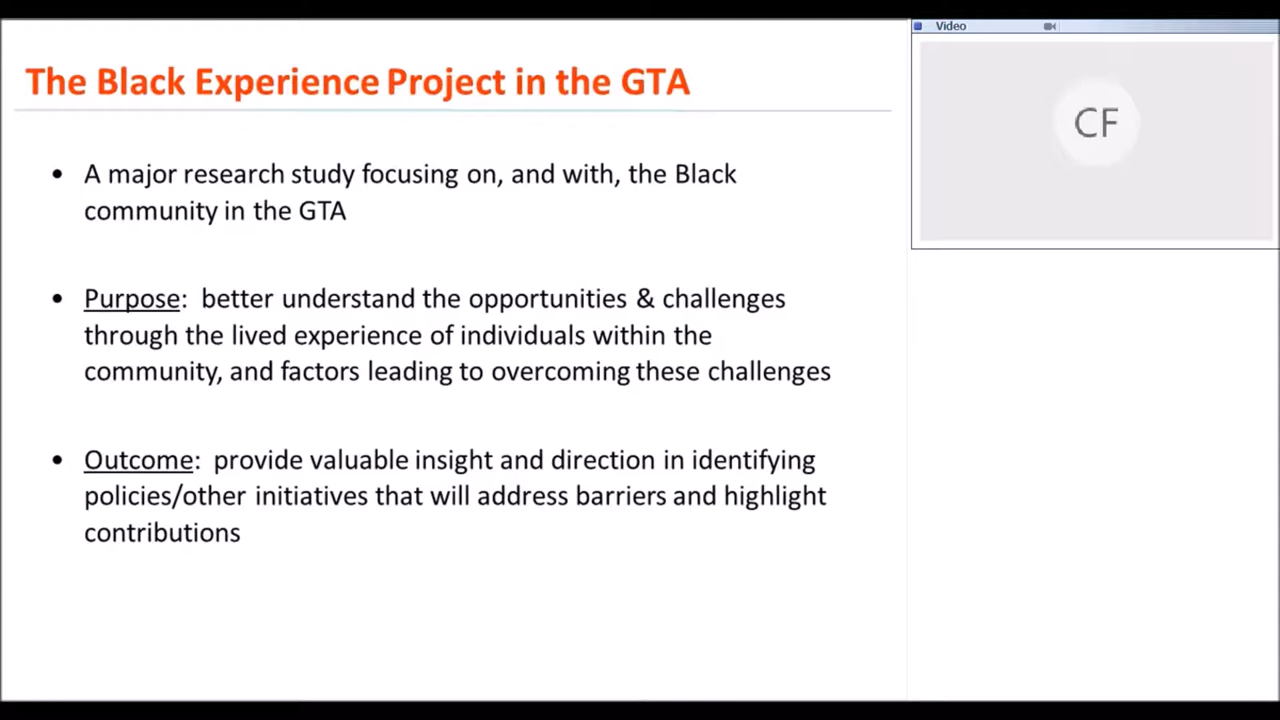 The Black Experience Project in the GTA
• A major research study focusing on, and with, the Black
community in the GTA
• Purpose: better understand the opportunities & challenges
through the lived experience of individuals within the
community, and factors leading to overcoming these challenges
• Outcome: provide valuable insight and direction in identifying
policies/other initiatives that will address barriers and highlight
contributions
Video
CF